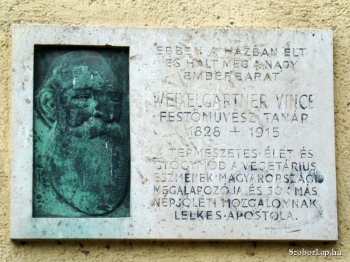 EBBEN A HÁZBAN ÉLT
ÉS HALT MEG A NAGY
EMBERBARÁT
WEIXELGÄRTNER VINCE
FESTŐMŰVÉSZ TANÁR
1828 + 1915
A TERMÉSZETES ÉLET ÉS
GYÓGYMÓD A VEGETÁRIUS
ESZMÉNEK MAGYARORSZÁGI
MEGALAPOZÓJA ÉS SOK MÁS
NÉPJÓLÉTI MOZGALOMNAK
LELKES APOSTOLA.
SzoborLap.hu